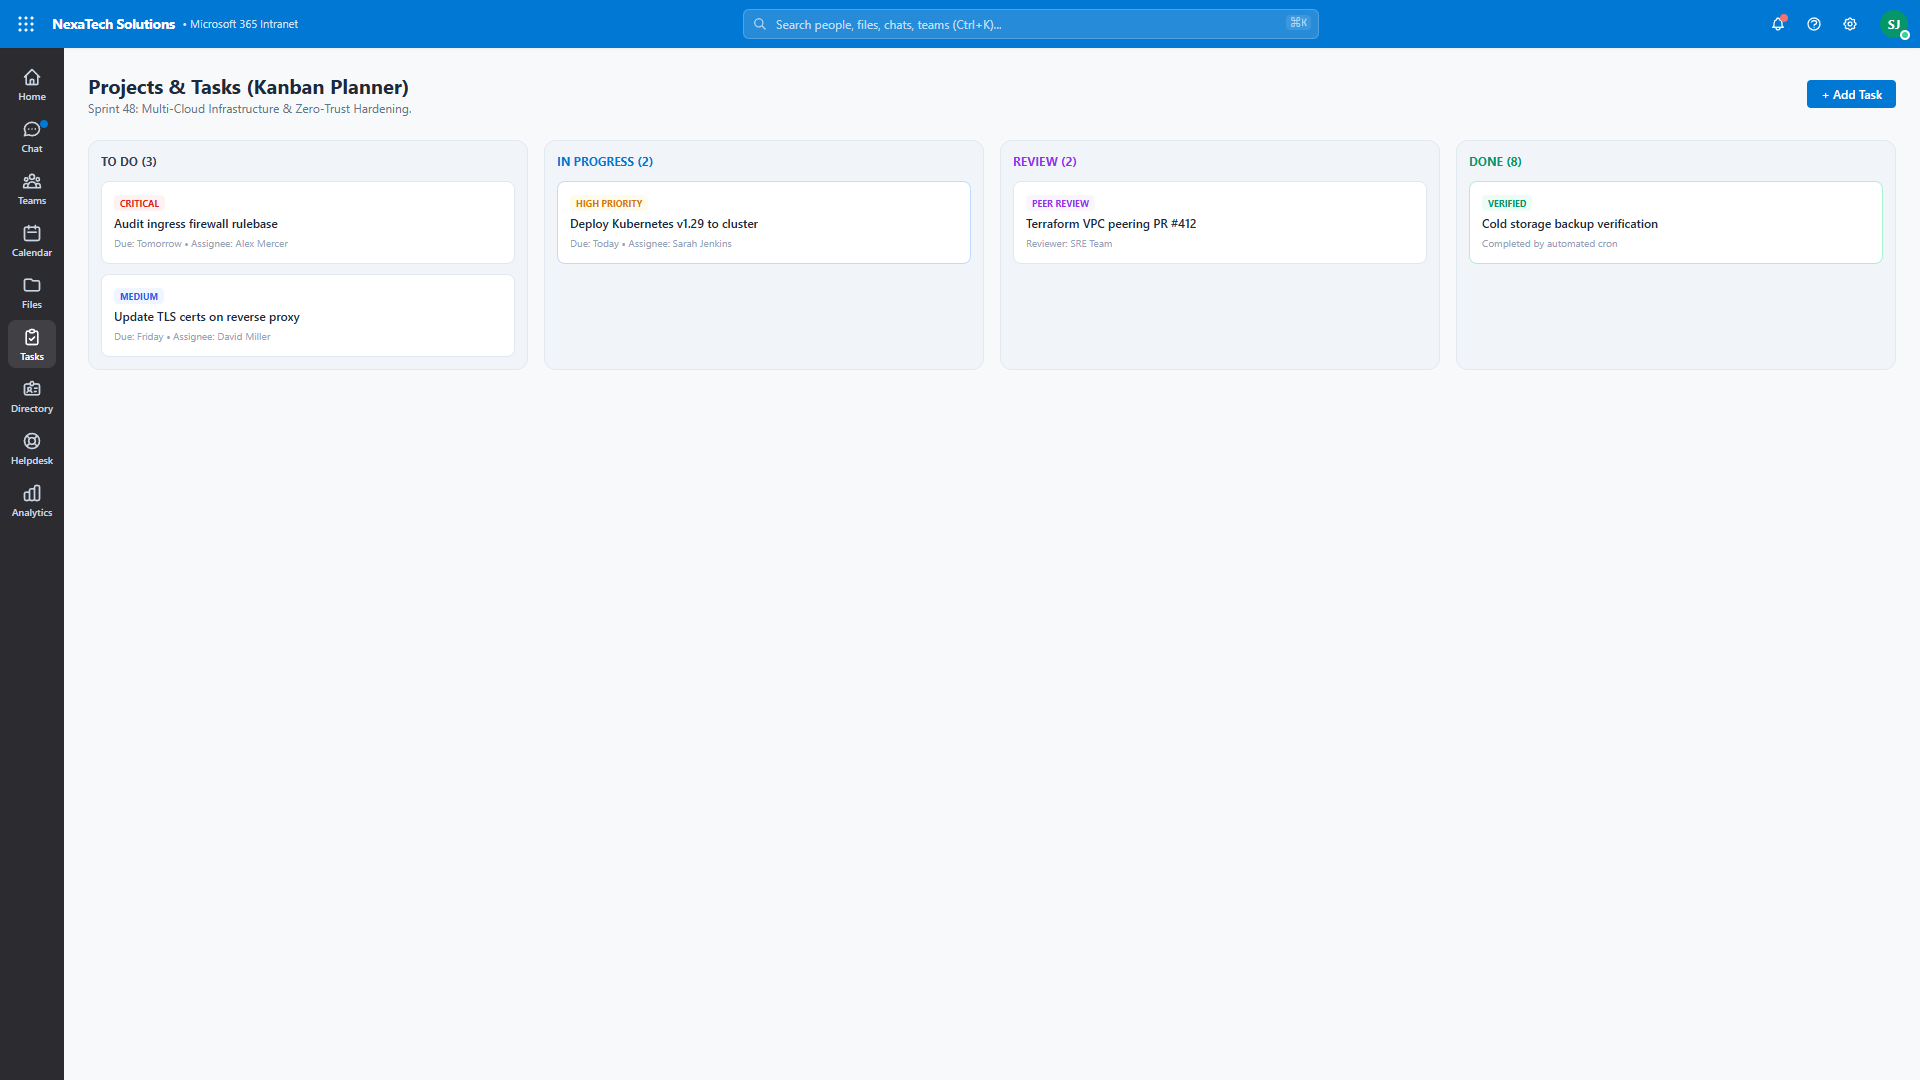 NexaTech Solutions • Microsoft 365 Intranet
Search people, files, chats, teams (Ctrl+K)...
⌘K
SJ
Home
Chat
Teams
Calendar
Files
Tasks
Directory
Helpdesk
Analytics
Projects & Tasks (Kanban Planner)
Sprint 48: Multi-Cloud Infrastructure & Zero-Trust Hardening.
+ Add Task
TO DO (3)
CRITICAL
Audit ingress firewall rulebase
Due: Tomorrow • Assignee: Alex Mercer
MEDIUM
Update TLS certs on reverse proxy
Due: Friday • Assignee: David Miller
IN PROGRESS (2)
HIGH PRIORITY
Deploy Kubernetes v1.29 to cluster
Due: Today • Assignee: Sarah Jenkins
REVIEW (2)
PEER REVIEW
Terraform VPC peering PR #412
Reviewer: SRE Team
DONE (8)
VERIFIED
Cold storage backup verification
Completed by automated cron